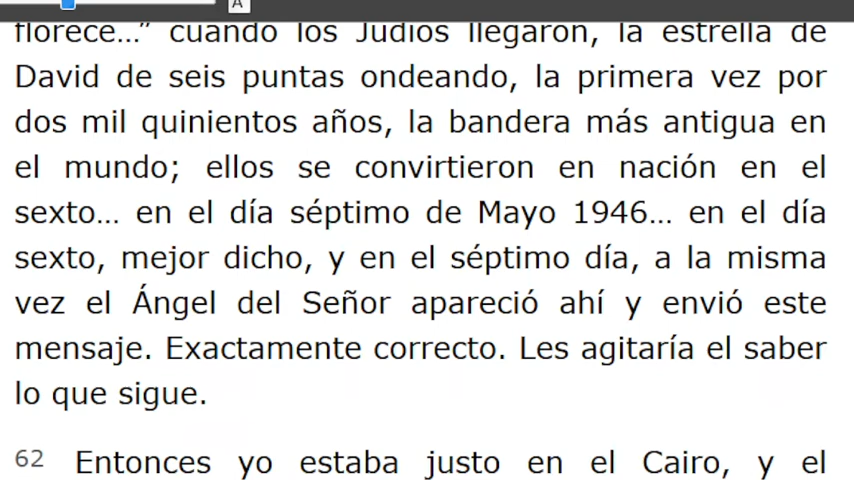 A
florece…” cuando los Judíos llegaron, la estrella de
David de seis puntas ondeando, la primera vez por
dos mil quinientos años, la bandera más antigua en
el mundo; ellos se convirtieron en nación en el
sexto… en el día séptimo de Mayo 1946… en el día
sexto, mejor dicho, y en el séptimo día, a la misma
vez el Ángel del Señor apareció ahí y envió este
mensaje. Exactamente correcto. Les agitaría el saber
lo que sigue.
62 Entonces yo estaba justo en el Cairo, y el